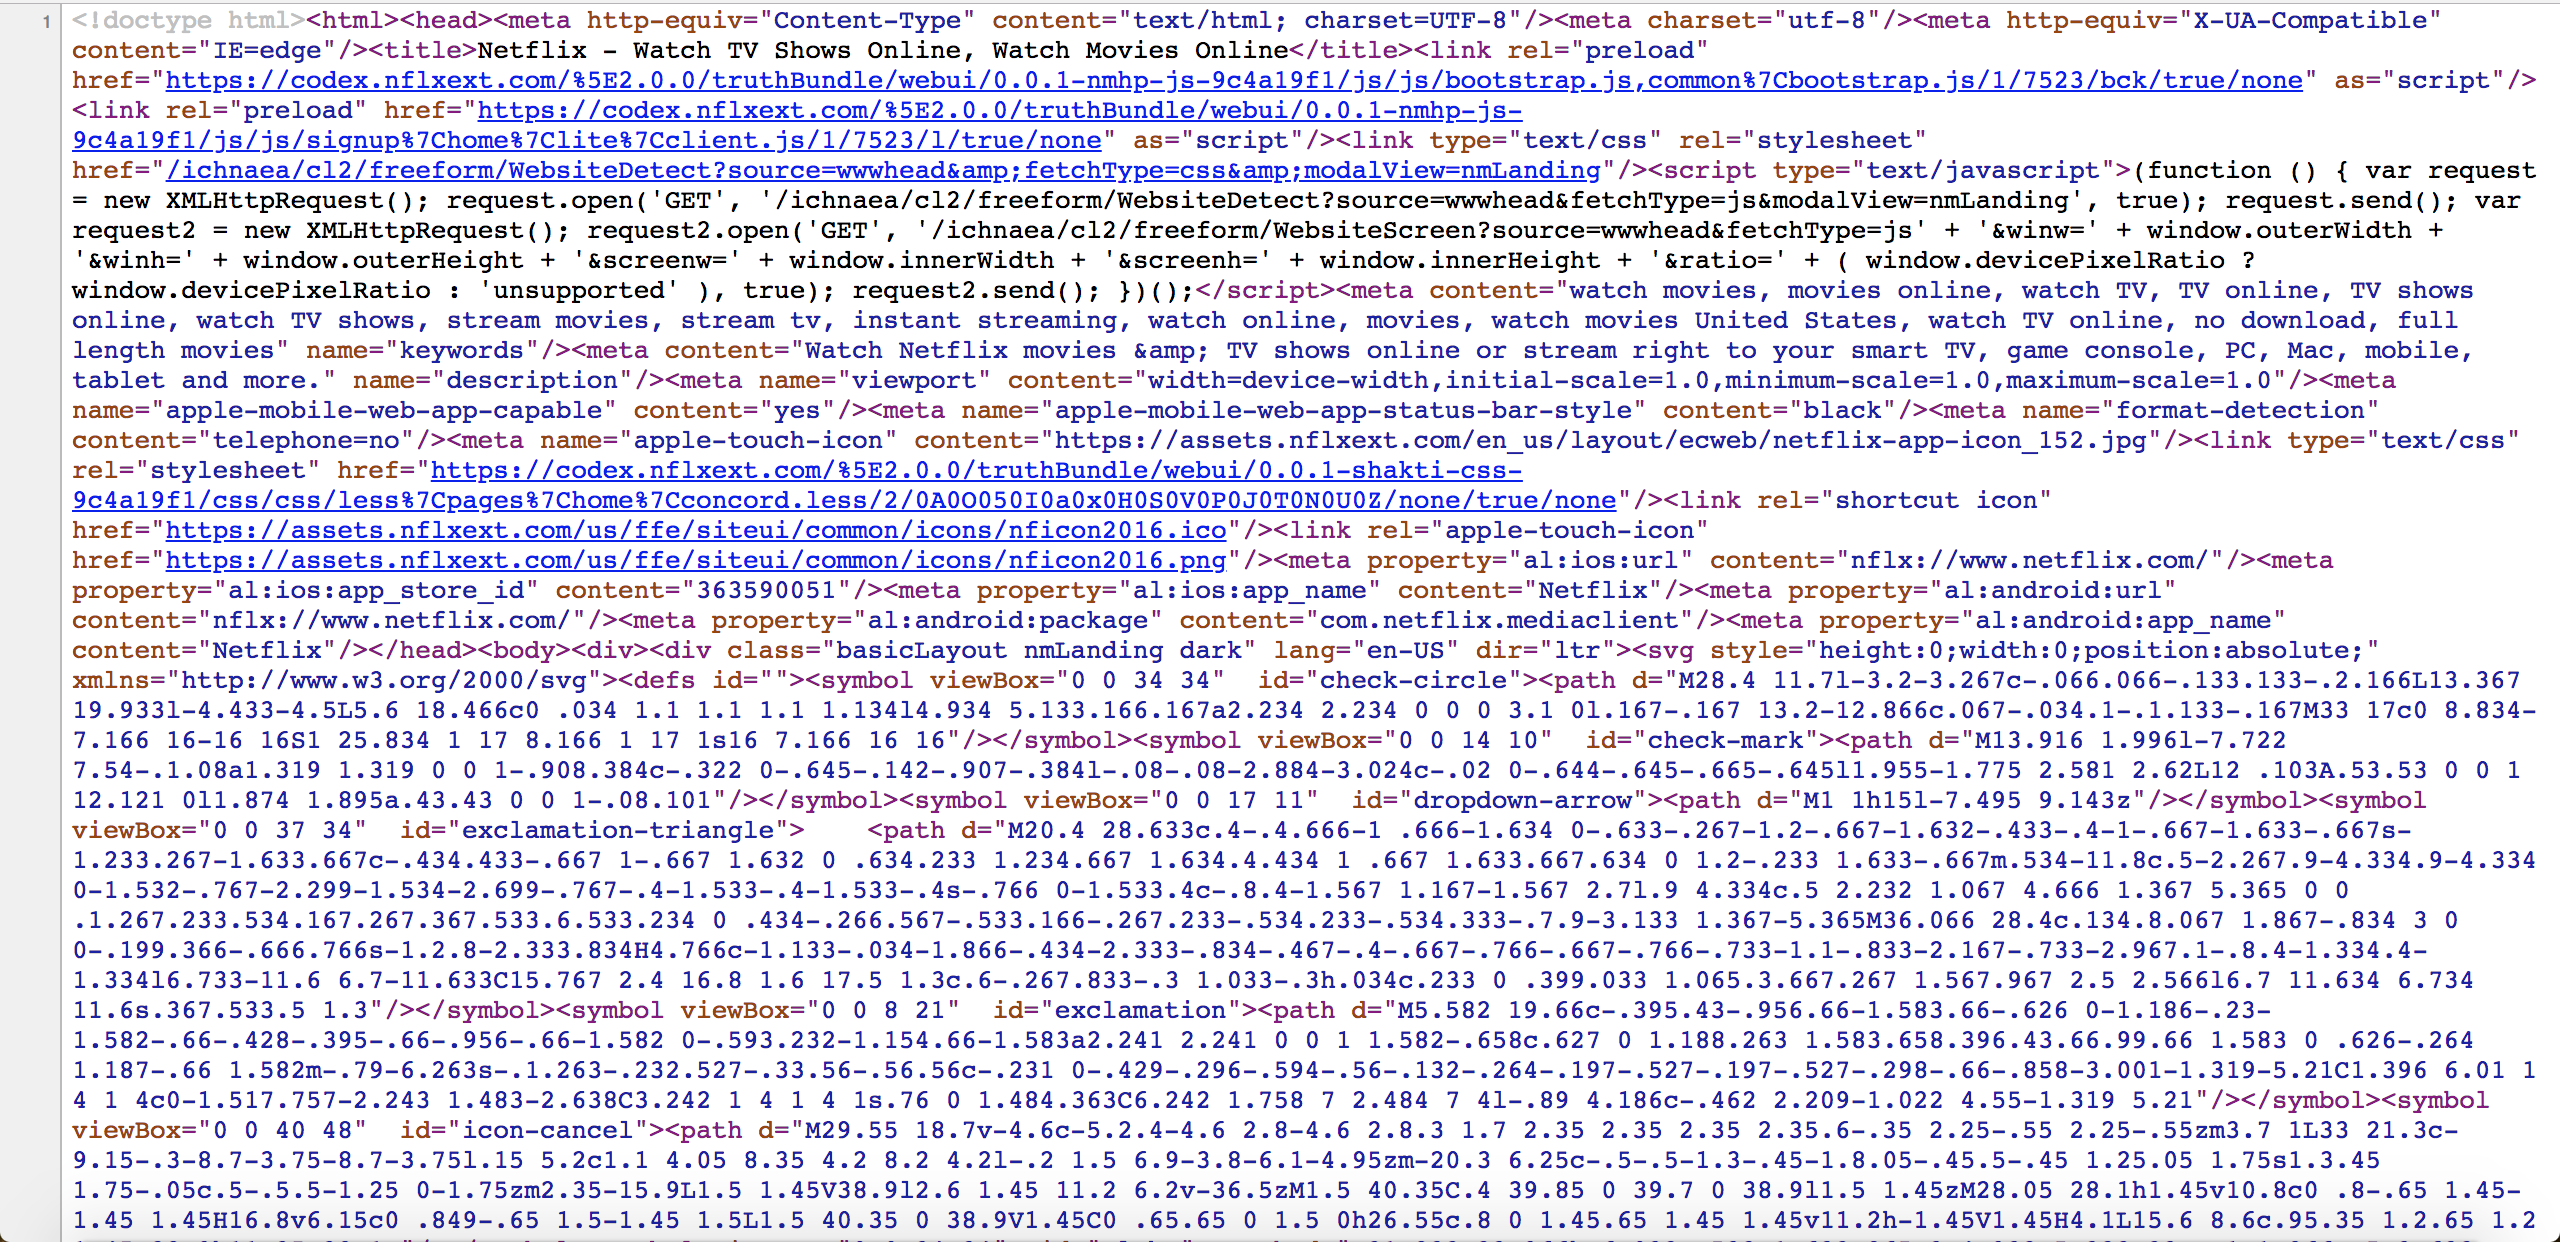 1
<!doctype html><html><head><meta http-equiv="Content-Type" content="text/html; charset=UTF-8"/><meta charset="utf-8"/><meta http-equiv="X-UA-Compatible"
content="IE=edge"/><title>Netflix - Watch TV Shows Online, Watch Movies Online</title><link rel="preload"
href="https://codex.nflxext.com/%5E2.0.0/truthBundle/webui/0.0.1-nmhp-js-9c4a19f1/js/js/bootstrap.js,common%7Cbootstrap.js/1/7523/bck/true/none" as="script"/>
<link rel="preload" href="https://codex.nflxext.com/%5E2.0.0/truthBundle/webui/0.0.1-nmhp-js-
9c4a19f1/js/js/signup%7Chome%7Clite%7Cclient.js/1/7523/l/true/none" as="script"/><link type="text/css" rel="stylesheet"
href="/ichnaea/cl2/freeform/WebsiteDetect?source=wwwhead&amp;fetchType=css&amp;modalView=nmLanding"/><script type="text/javascript">(function () { var request
= new XMLHttpRequest(); request.open('GET', '/ichnaea/cl2/freeform/WebsiteDetect?source=wwwhead&fetchType=js&modalView=nmLanding', true); request.send(); var
request2 = new XMLHttpRequest(); request2.open('GET', '/ichnaea/cl2/freeform/WebsiteScreen?source=wwwhead&fetchType=js' + '&winw=' + window.outerWidth +
'&winh=' + window.outerHeight + '&screenw=' + window.innerWidth + '&screenh=' + window.innerHeight + '&ratio=' + ( window.devicePixelRatio ?
window.devicePixelRatio : 'unsupported' ), true); request2.send(); })();</script><meta content="watch movies, movies online, watch TV, TV online, TV shows
online, watch TV shows, stream movies, stream tv, instant streaming, watch online, movies, watch movies United States, watch TV online, no download, full
length movies" name="keywords"/><meta content="Watch Netflix movies &amp; TV shows online or stream right to your smart TV, game console, PC, Mac, mobile,
tablet and more." name="description"/><meta name="viewport" content="width=device-width,initial-scale=1.0,minimum-scale=1.0,maximum-scale=1.0"/><meta
name="apple-mobile-web-app-capable" content="yes"/><meta name="apple-mobile-web-app-status-bar-style" content="black"/><meta name="format-detection"
content="telephone=no"/><meta name="apple-touch-icon" content="https://assets.nflxext.com/en_us/layout/ecweb/netflix-app-icon_152.jpg"/><link type="text/css"
rel="stylesheet" href="https://codex.nflxext.com/%5E2.0.0/truthBundle/webui/0.0.1-shakti-css-
9c4a19f1/css/css/less%7Cpages%7Chome%7Cconcord.less/2/0A0O050I0a0x0H0S0V0P0J0T0N0U0Z/none/true/none"/><link rel="shortcut icon"
href="https://assets.nflxext.com/us/ffe/siteui/common/icons/nficon2016.ico"/><link rel="apple-touch-icon"
href="https://assets.nflxext.com/us/ffe/siteui/common/icons/nficon2016.png"/><meta property="al:ios:url" content="nflx://www.netflix.com/"/><meta
property="al:ios:app_store_id" content="363590051"/><meta property="al:ios:app_name" content="Netflix"/><meta property="al:android:url"
content="nflx://www.netflix.com/"/><meta property="al:android:package" content="com.netflix.mediaclient"/><meta property="al:android:app_name"
content="Netflix"/></head><body><div><div class="basicLayout nmLanding dark" lang="en-US" dir="ltr"><svg style="height:0;width:0;position:absolute;"
xmlns="http://www.w3.org/2000/svg"><defs id=""><symbol viewBox="0 0 34 34"  id="check-circle"><path d="M28.4 11.7l-3.2-3.267c-.066.066-.133.133-.2.166L13.367
19.933l-4.433-4.5L5.6 18.466c0 .034 1.1 1.1 1.1 1.134l4.934 5.133.166.167a2.234 2.234 0 0 0 3.1 0l.167-.167 13.2-12.866c.067-.034.1-.1.133-.167M33 17c0 8.834-
7.166 16-16 16S1 25.834 1 17 8.166 1 17 1s16 7.166 16 16"/></symbol><symbol viewBox="0 0 14 10"  id="check-mark"><path d="M13.916 1.996l-7.722
7.54-.1.08a1.319 1.319 0 0 1-.908.384c-.322 0-.645-.142-.907-.384l-.08-.08-2.884-3.024c-.02 0-.644-.645-.665-.645l1.955-1.775 2.581 2.62L12 .103A.53.53 0 0 1
12.121 0l1.874 1.895a.43.43 0 0 1-.08.101"/></symbol><symbol viewBox="0 0 17 11"  id="dropdown-arrow"><path d="M1 1h15l-7.495 9.143z"/></symbol><symbol
viewBox="0 0 37 34"  id="exclamation-triangle">    <path d="M20.4 28.633c.4-.4.666-1 .666-1.634 0-.633-.267-1.2-.667-1.632-.433-.4-1-.667-1.633-.667s-
1.233.267-1.633.667c-.434.433-.667 1-.667 1.632 0 .634.233 1.234.667 1.634.4.434 1 .667 1.633.667.634 0 1.2-.233 1.633-.667m.534-11.8c.5-2.267.9-4.334.9-4.334
0-1.532-.767-2.299-1.534-2.699-.767-.4-1.533-.4-1.533-.4s-.766 0-1.533.4c-.8.4-1.567 1.167-1.567 2.7l.9 4.334c.5 2.232 1.067 4.666 1.367 5.365 0 0
.1.267.233.534.167.267.367.533.6.533.234 0 .434-.266.567-.533.166-.267.233-.534.233-.534.333-.7.9-3.133 1.367-5.365M36.066 28.4c.134.8.067 1.867-.834 3 0
0-.199.366-.666.766s-1.2.8-2.333.834H4.766c-1.133-.034-1.866-.434-2.333-.834-.467-.4-.667-.766-.667-.766-.733-1.1-.833-2.167-.733-2.967.1-.8.4-1.334.4-
1.334l6.733-11.6 6.7-11.633C15.767 2.4 16.8 1.6 17.5 1.3c.6-.267.833-.3 1.033-.3h.034c.233 0 .399.033 1.065.3.667.267 1.567.967 2.5 2.566l6.7 11.634 6.734
11.6s.367.533.5 1.3"/></symbol><symbol viewBox="0 0 8 21"  id="exclamation"><path d="M5.582 19.66c-.395.43-.956.66-1.583.66-.626 0-1.186-.23-
1.582-.66-.428-.395-.66-.956-.66-1.582 0-.593.232-1.154.66-1.583a2.241 2.241 0 0 1 1.582-.658c.627 0 1.188.263 1.583.658.396.43.66.99.66 1.583 0 .626-.264
1.187-.66 1.582m-.79-6.263s-.1.263-.232.527-.33.56-.56.56c-.231 0-.429-.296-.594-.56-.132-.264-.197-.527-.197-.527-.298-.66-.858-3.001-1.319-5.21C1.396 6.01 1
4 1 4c0-1.517.757-2.243 1.483-2.638C3.242 1 4 1 4 1s.76 0 1.484.363C6.242 1.758 7 2.484 7 4l-.89 4.186c-.462 2.209-1.022 4.55-1.319 5.21"/></symbol><symbol
viewBox="0 0 40 48"  id="icon-cancel"><path d="M29.55 18.7v-4.6c-5.2.4-4.6 2.8-4.6 2.8.3 1.7 2.35 2.35 2.35 2.35.6-.35 2.25-.55 2.25-.55zm3.7 1L33 21.3c-
9.15-.3-8.7-3.75-8.7-3.75l.15 5.2c1.1 4.05 8.35 4.2 8.2 4.2l-.2 1.5 6.9-3.8-6.1-4.95zm-20.3 6.25c-.5-.5-1.3-.45-1.8.05-.45.5-.45 1.25.05 1.75s1.3.45
1.75-.05c.5-.5.5-1.25 0-1.75zm2.35-15.9L1.5 1.45V38.9l2.6 1.45 11.2 6.2v-36.5zM1.5 40.35C.4 39.85 0 39.7 0 38.9l1.5 1.45zM28.05 28.1h1.45v10.8c0 .8-.65 1.45-
1.45 1.45H16.8v6.15c0 .849-.65 1.5-1.45 1.5L1.5 40.35 0 38.9V1.45C0 .65.65 0 1.5 0h26.55c.8 0 1.45.65 1.45 1.45v11.2h-1.45V1.45H4.1L15.6 8.6c.95.35 1.2.65 1.2